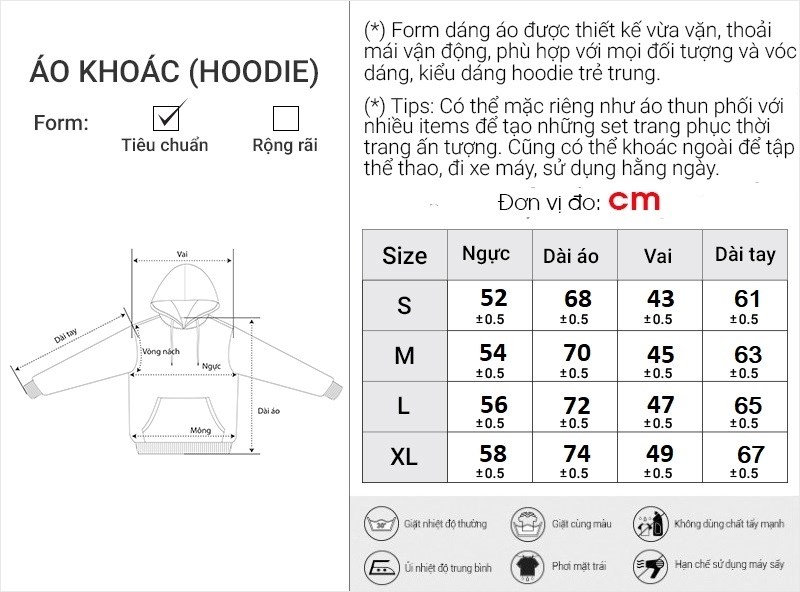 ÁO KHOÁC (HOODIE)
Form:
Tiêu chuẩn
Rộng rãi
Vai
Dài tay
Vòng nách
Ngực
Dài áo
Mông
(*) Form dáng áo được thiết kế vừa vặn, thoải
mái vận động, phù hợp với mọi đối tượng và vóc
dáng, kiểu dáng hoodie trẻ trung.
(*) Tips: Có thể mặc riêng như áo thun phối với
nhiều items để tạo những set trang phục thời
trang ấn tượng. Cũng có thể khoác ngoài để tập
thể thao, đi xe máy, sử dụng hằng ngày.
Đơn vị đo: cm
Size Ngực Dài áo Vai Dài tay
S 52 68 43 61
±0.5 ±0.5 ±0.5 ±0.5
M 54 70 45 63
±0.5 ±0.5 ±0.5 ±0.5
L 56 72 47 65
±0.5 ±0.5 ±0.5 ±0.5
XL 58 74 49 67
±0.5 ±0.5 ±0.5 ±0.5
30° Giặt nhiệt độ thường Giặt cùng màu Không dùng chất tẩy mạnh
Ủi nhiệt độ trung bình Phơi mặt trái Hạn chế sử dụng máy sấy